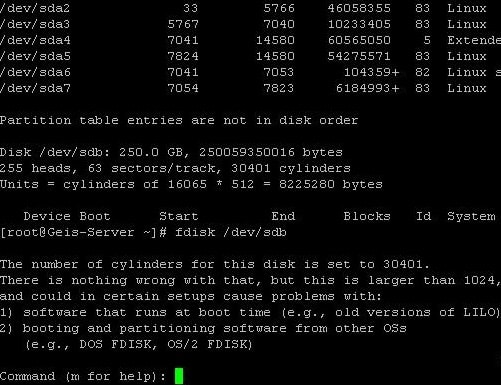 /dev/sda2 33 5766 46058355 83 Linux
/dev/sda3 5767 7040 10233405 83 Linux
/dev/sda4 7041 14580 60565050 5 Extende
/dev/sda5 7824 14580 54275571 83 Linux
/dev/sda6 7041 7053 104359+ 82 Linux s
/dev/sda7 7054 7823 6184993+ 83 Linux
Partition table entries are not in disk order
Disk /dev/sdb: 250.0 GB, 250059350016 bytes
255 heads, 63 sectors/track, 30401 cylinders
Units = cylinders of 16065 * 512 = 8225280 bytes
Device Boot Start End Blocks Id System
[root@Geis-Server ~]# fdisk /dev/sdb
The number of cylinders for this disk is set to 30401.
There is nothing wrong with that, but this is larger than 1024,
and could in certain setups cause problems with:
1) software that runs at boot time (e.g., old versions of LILO)
2) booting and partitioning software from other OSs
(e.g., DOS FDISK, OS/2 FDISK)
Command (m for help):